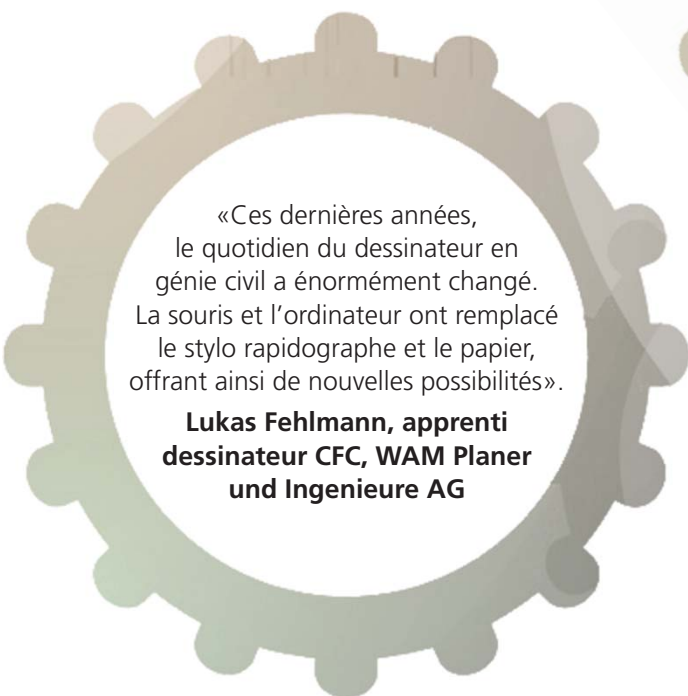 «Ces dernières années,
le quotidien du dessinateur en
génie civil a énormément changé.
La souris et l’ordinateur ont remplacé
le stylo rapidographe et le papier,
offrant ainsi de nouvelles possibilités».
Lukas Fehlmann, apprenti
dessinateur CFC, WAM Planer
und Ingenieure AG